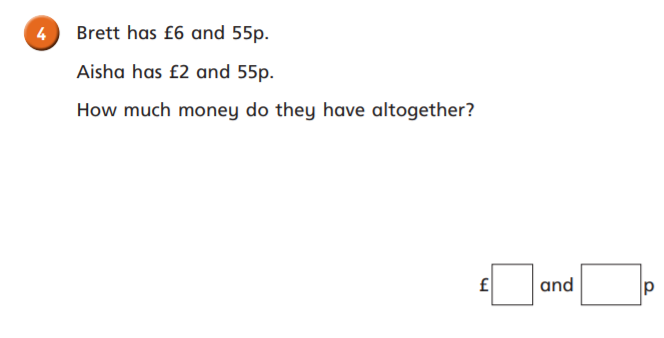 4 Brett has £6 and 55p.
Aisha has £2 and 55p.
How much money do they have altogether?
£ and p